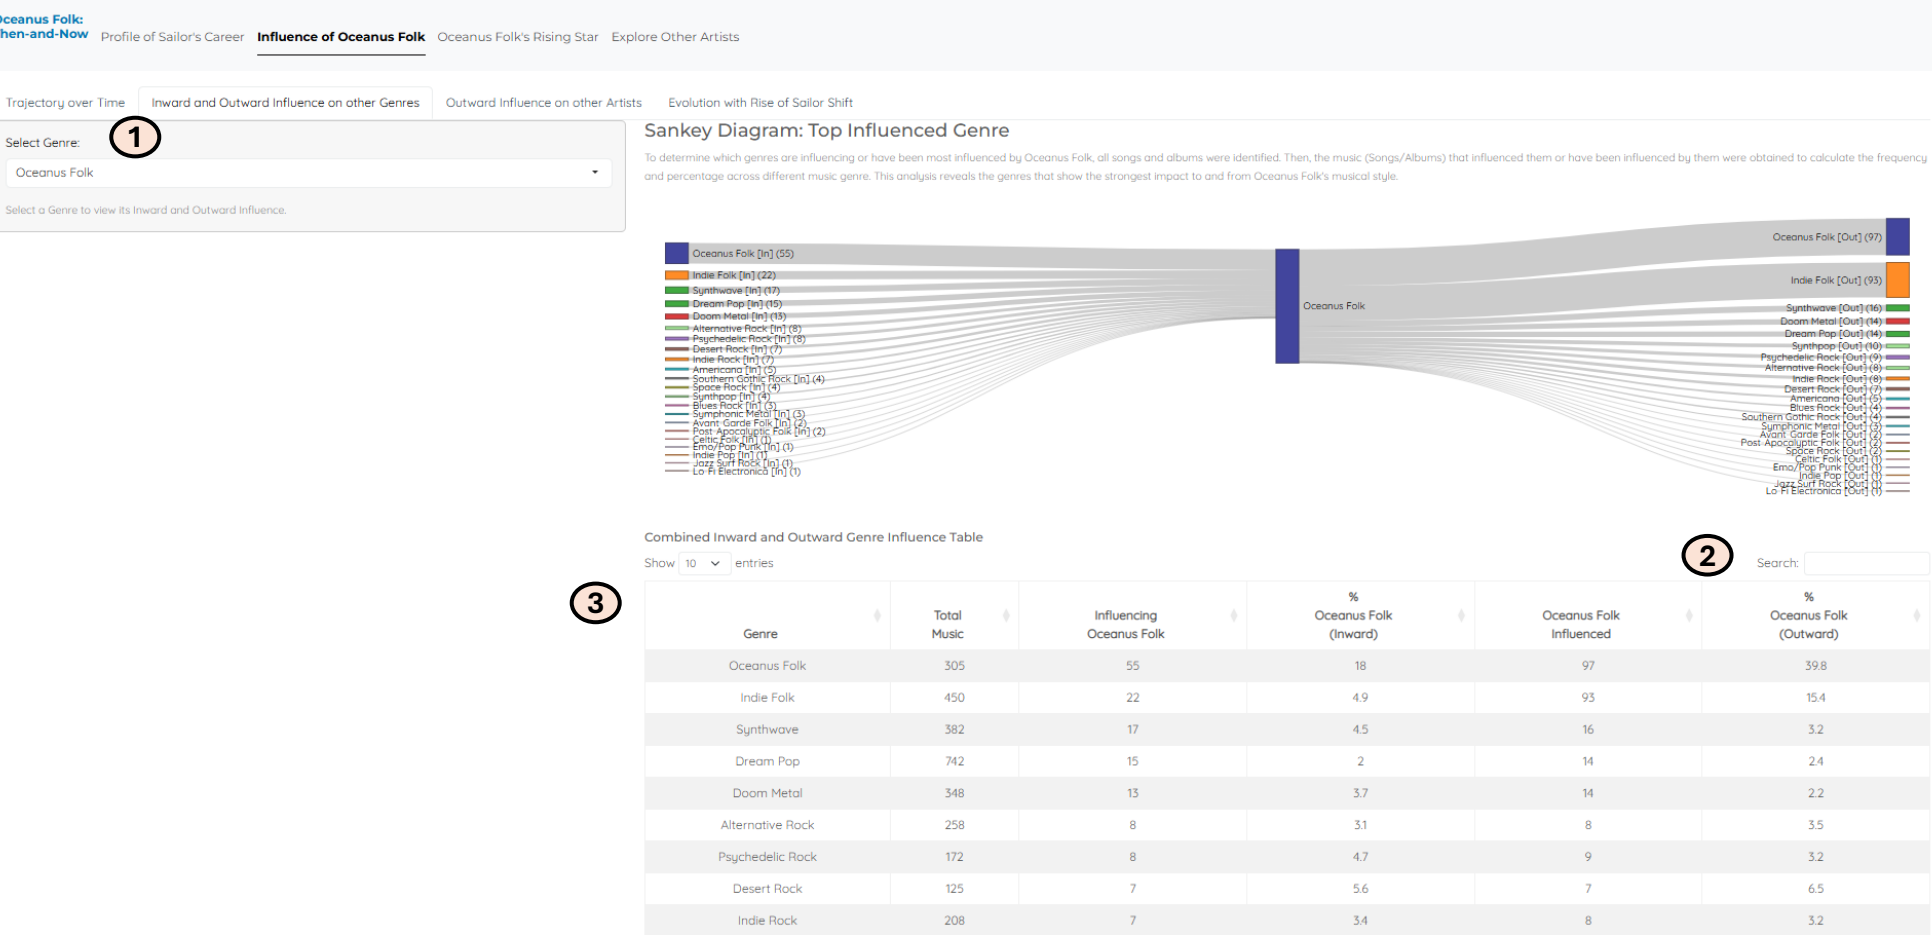 Oceanus Folk:
Then-and-Now
Profile of Sailor's Career
Influence of Oceanus Folk
Oceanus Folk's Rising Star
Explore Other Artists
Trajectory over Time
Inward and Outward Influence on other Genres
Outward Influence on other Artists
Evolution with Rise of Sailor Shift
1
Select Genre:
Oceanus Folk
Select a Genre to view its Inward and Outward Influence.
Sankey Diagram: Top Influenced Genre
To determine which genres are influencing or have been most influenced by Oceanus Folk, all songs and albums were identified. Then, the music (Songs/Albums) that influenced them or have been influenced by them were obtained to calculate the frequency
and percentage across different music genre. This analysis reveals the genres that show the strongest impact to and from Oceanus Folk's musical style.
Oceanus Folk [In] (55)
Indie Folk [In] (22)
Synthwave [In] (17)
Dream Pop [In] (15)
Doom Metal [In] (13)
Alternative Rock [In] (8)
Psychedelic Rock [In] (8)
Desert Rock [In] (7)
Indie Rock [In] (7)
Americana [In] (5)
Southern Gothic Rock [In] (4)
Space Rock [In] (4)
Synthpop [In] (4)
Blues Rock [In] (3)
Symphonic Metal [In] (3)
Avant-Garde Folk [In] (2)
Post-Apocalyptic Folk [In] (2)
Celtic Folk [In] (1)
Emo/Pop Punk [In] (1)
Indie Pop [In] (1)
Jazz Surf Rock [In] (1)
Lo-Fi Electronica [In] (1)
Oceanus Folk
Oceanus Folk [Out] (97)
Indie Folk [Out] (93)
Synthwave [Out] (16)
Doom Metal [Out] (14)
Dream Pop [Out] (14)
Synthpop [Out] (10)
Psychedelic Rock [Out] (9)
Alternative Rock [Out] (8)
Indie Rock [Out] (8)
Desert Rock [Out] (7)
Americana [Out] (5)
Blues Rock [Out] (4)
Southern Gothic Rock [Out] (4)
Symphonic Metal [Out] (3)
Avant-Garde Folk [Out] (2)
Post-Apocalyptic Folk [Out] (2)
Space Rock [Out] (2)
Celtic Folk [Out] (1)
Emo/Pop Punk [Out] (1)
Indie Pop [Out] (1)
Jazz Surf Rock [Out] (1)
Lo-Fi Electronica [Out] (1)
Combined Inward and Outward Genre Influence Table
Show 10 entries
2
Search:
3
Genre
Total
Music
Influencing
Oceanus Folk
%
Oceanus Folk
(Inward)
Oceanus Folk
Influenced
%
Oceanus Folk
(Outward)
Oceanus Folk 305 55 18 97 39.8
Indie Folk 450 22 4.9 93 15.4
Synthwave 382 17 4.5 16 3.2
Dream Pop 742 15 2 14 2.4
Doom Metal 348 13 3.7 14 2.2
Alternative Rock 258 8 3.1 8 3.5
Psychedelic Rock 172 8 4.7 9 3.2
Desert Rock 125 7 5.6 7 6.5
Indie Rock 208 7 3.4 8 3.2